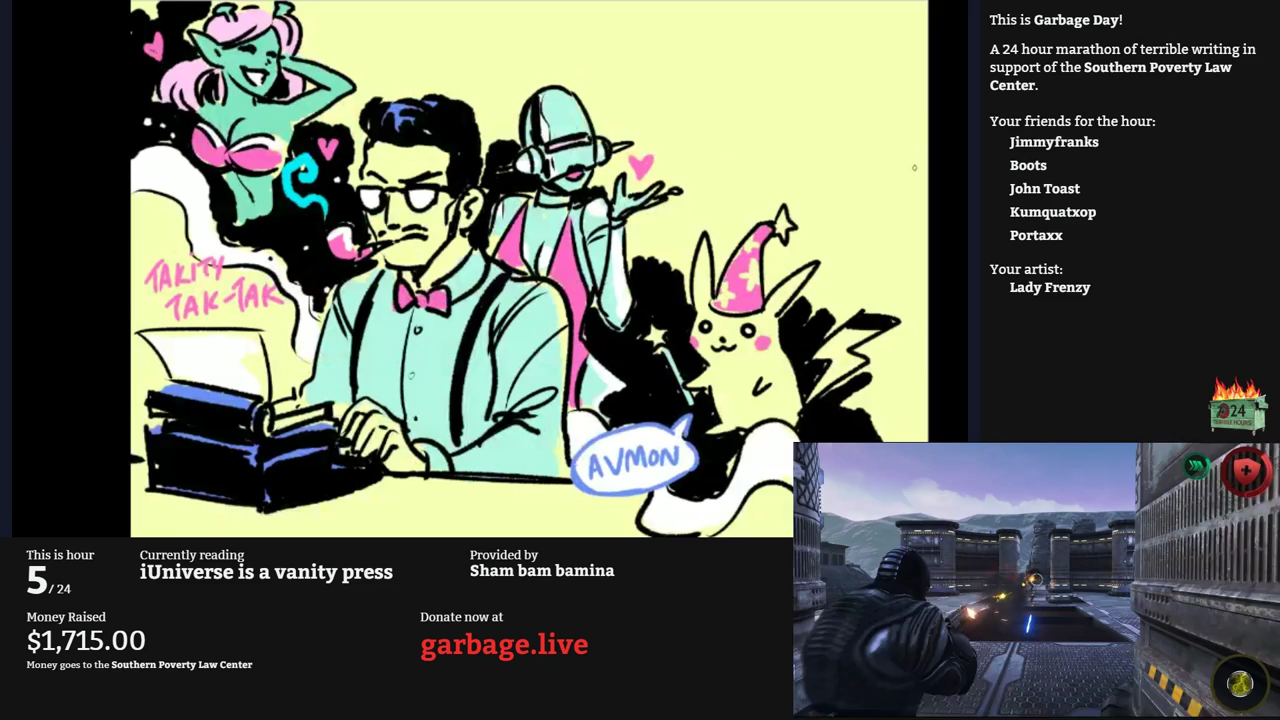 TAKITY
TAK-TAK
AVMON
This is Garbage Day!
A 24 hour marathon of terrible writing in
support of the Southern Poverty Law
Center.
Your friends for the hour:
Jimmyfranks
Boots
John Toast
Kumquatxop
Portaxx
Your artist:
Lady Frenzy
This is hour
5 / 24
Currently reading
iUniverse is a vanity press
Provided by
Sham bam bamina
Money Raised
$1,715.00
Money goes to the Southern Poverty Law Center
Donate now at
garbage.live